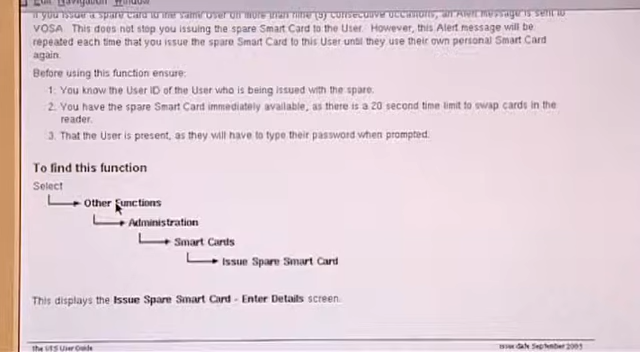 Edit Navigation Window
If you issue a spare card to the same user on more than nine (9) consecutive occasions, an Alert Message is sent to
VOSA. This does not stop you issuing the spare Smart Card to the User. However, this Alert message will be
repeated each time that you issue the spare Smart Card to this User until they use their own personal Smart Card
again.
Before using this function ensure:
1. You know the User ID of the User who is being issued with the spare.
2. You have the spare Smart Card immediately available, as there is a 20 second time limit to swap cards in the
reader.
3. That the User is present, as they will have to type their password when prompted.
To find this function
Select
Other Functions
Administration
Smart Cards
Issue Spare Smart Card
This displays the Issue Spare Smart Card - Enter Details screen.
The VTS User Guide
Issue date September 2005